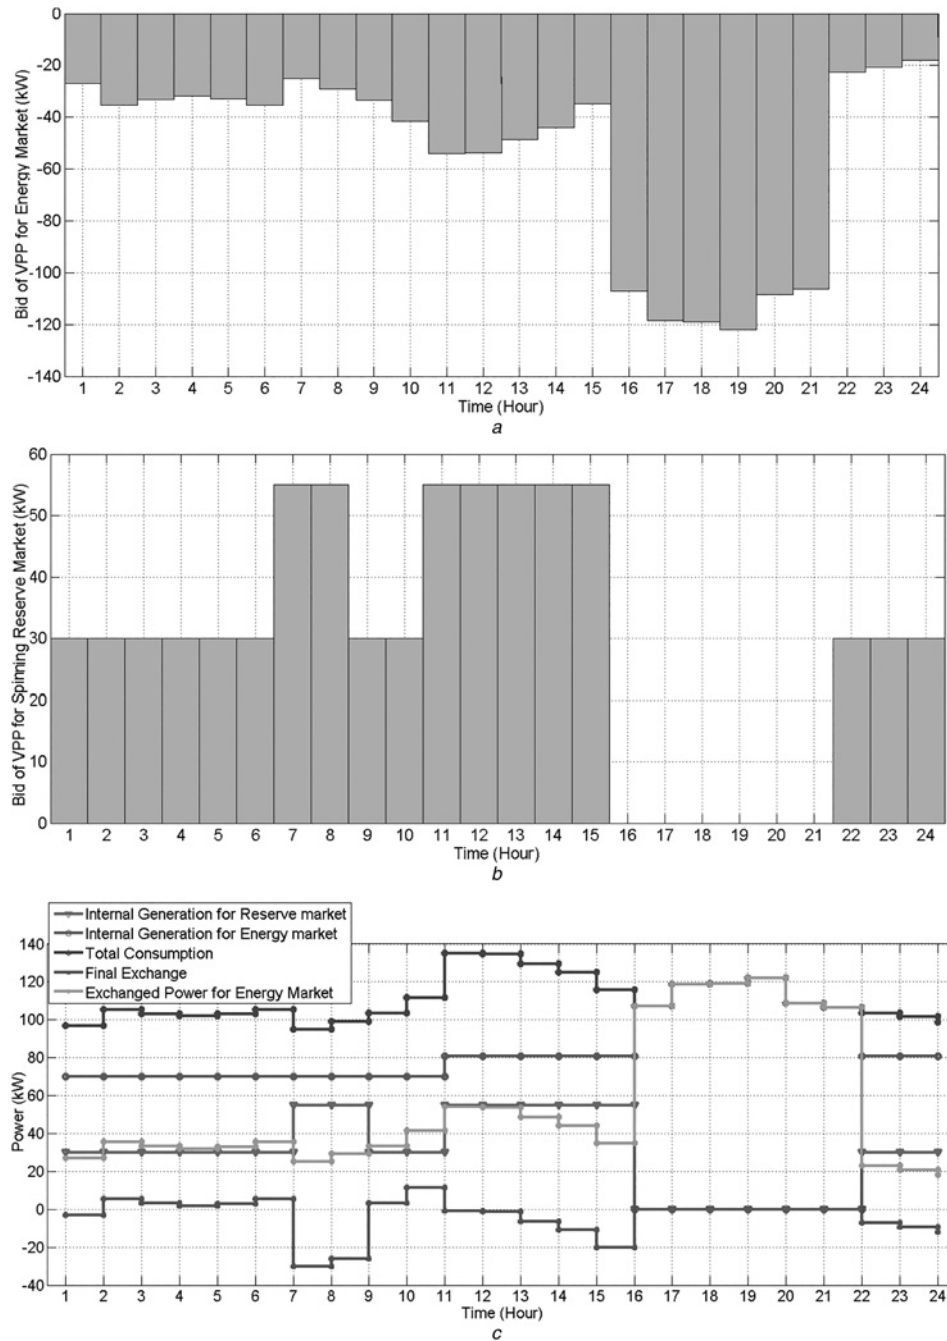 Bid of VPP for Energy Market (kW)
0
-20
-40
-60
-80
-100
-120
-140
1 2 3 4 5 6 7 8 9 10 11 12 13 14 15 16 17 18 19 20 21 22 23 24
Time (Hour)
a
Bid of VPP for Spinning Reserve Market (kW)
60
50
40
30
20
10
0
1 2 3 4 5 6 7 8 9 10 11 12 13 14 15 16 17 18 19 20 21 22 23 24
Time (Hour)
b
Internal Generation for Reserve market
Internal Generation for Energy market
Total Consumption
Final Exchange
Exchanged Power for Energy Market
Power (kW)
140
120
100
80
60
40
20
0
-20
-40
1 2 3 4 5 6 7 8 9 10 11 12 13 14 15 16 17 18 19 20 21 22 23 24
Time (Hour)
c